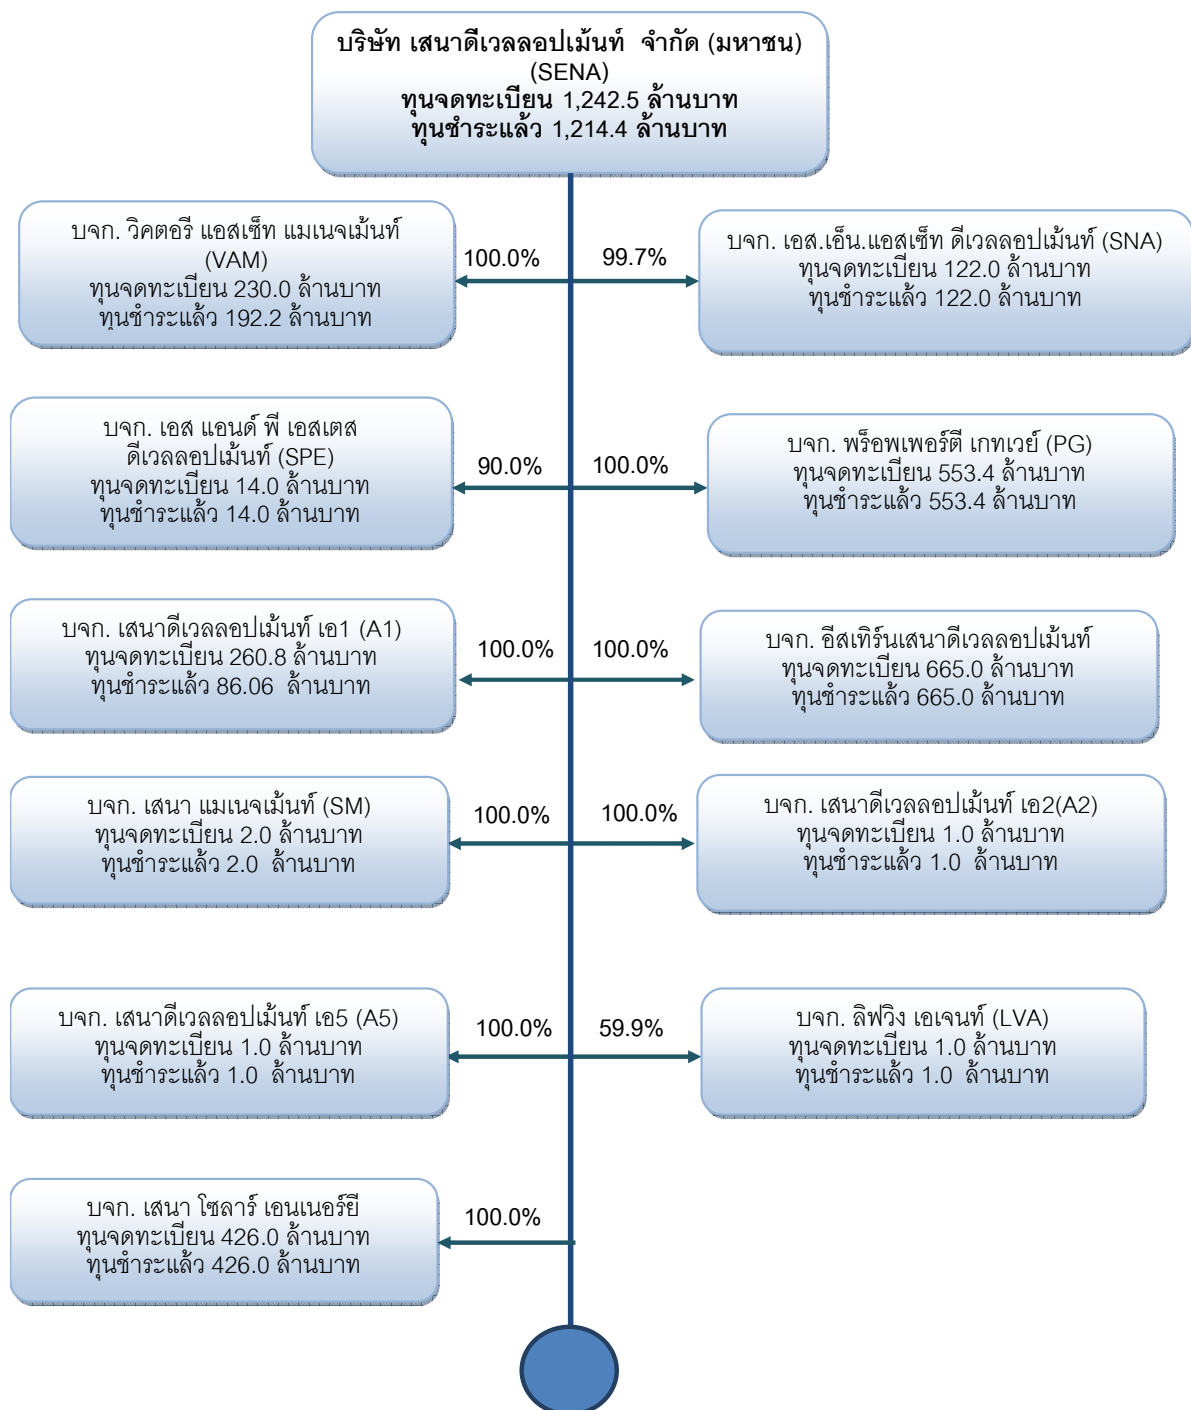 บริษัท เสนาดีเวลลอปเม้นท์ จำกัด (มหาชน)
(SENA)
ทุนจดทะเบียน 1,242.5 ล้านบาท
ทุนชำระแล้ว 1,214.4 ล้านบาท
บจก. วิคตอรี แอสเซ็ท แมเนจเม้นท์
(VAM)
ทุนจดทะเบียน 230.0 ล้านบาท
ทุนชำระแล้ว 192.2 ล้านบาท
100.0%
99.7%
บจก. เอส.เอ็น.แอสเซ็ท ดีเวลลอปเม้นท์ (SNA)
ทุนจดทะเบียน 122.0 ล้านบาท
ทุนชำระแล้ว 122.0 ล้านบาท
บจก. เอส แอนด์ พี เอสเตส
ดีเวลลอปเม้นท์ (SPE)
ทุนจดทะเบียน 14.0 ล้านบาท
ทุนชำระแล้ว 14.0 ล้านบาท
90.0%
100.0%
บจก. พร็อพเพอร์ตี เกทเวย์ (PG)
ทุนจดทะเบียน 553.4 ล้านบาท
ทุนชำระแล้ว 553.4 ล้านบาท
บจก. เสนาดีเวลลอปเม้นท์ เอ1 (A1)
ทุนจดทะเบียน 260.8 ล้านบาท
ทุนชำระแล้ว 86.06 ล้านบาท
100.0%
100.0%
บจก. อีสเทิร์นเสนาดีเวลลอปเม้นท์
ทุนจดทะเบียน 665.0 ล้านบาท
ทุนชำระแล้ว 665.0 ล้านบาท
บจก. เสนา แมเนจเม้นท์ (SM)
ทุนจดทะเบียน 2.0 ล้านบาท
ทุนชำระแล้ว 2.0 ล้านบาท
100.0%
100.0%
บจก. เสนาดีเวลลอปเม้นท์ เอ2(A2)
ทุนจดทะเบียน 1.0 ล้านบาท
ทุนชำระแล้ว 1.0 ล้านบาท
บจก. เสนาดีเวลลอปเม้นท์ เอ5 (A5)
ทุนจดทะเบียน 1.0 ล้านบาท
ทุนชำระแล้ว 1.0 ล้านบาท
100.0%
59.9%
บจก. ลิฟวิง เอเจนท์ (LVA)
ทุนจดทะเบียน 1.0 ล้านบาท
ทุนชำระแล้ว 1.0 ล้านบาท
บจก. เสนา โซลาร์ เอนเนอร์ยี
ทุนจดทะเบียน 426.0 ล้านบาท
ทุนชำระแล้ว 426.0 ล้านบาท
100.0%